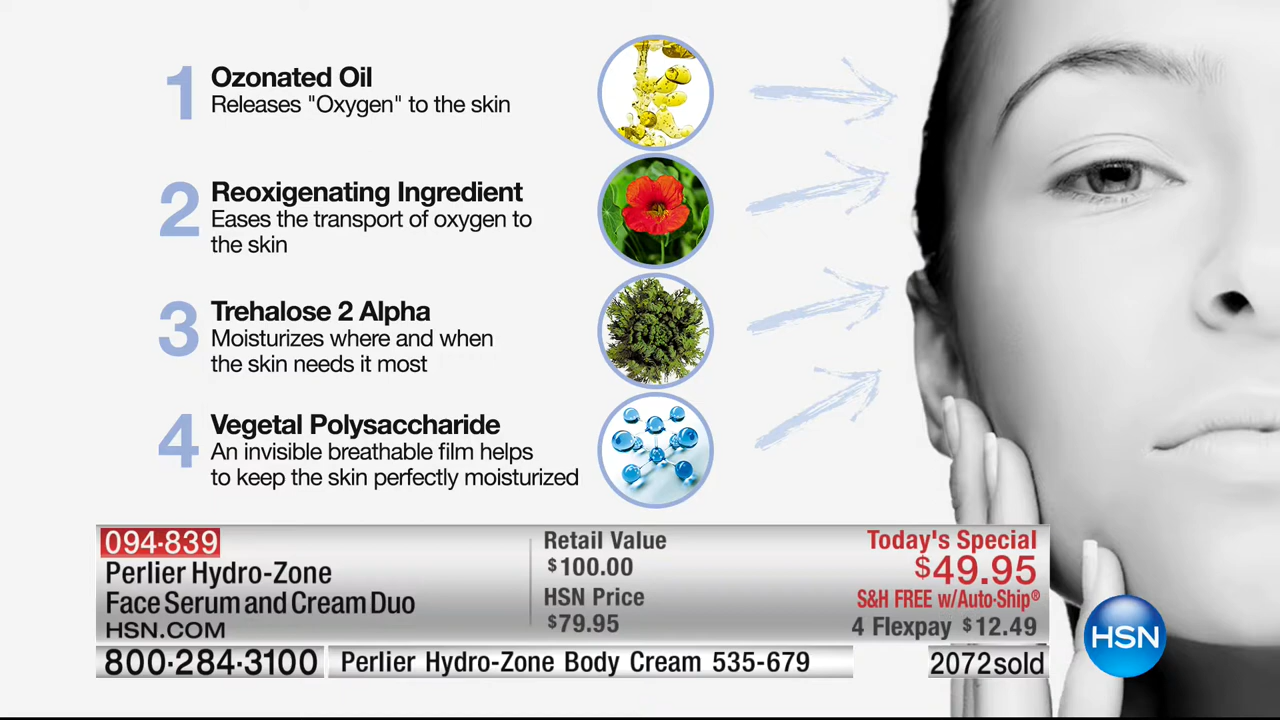 1
Ozonated Oil
Releases "Oxygen" to the skin
2
Reoxigenating Ingredient
Eases the transport of oxygen to
the skin
3
Trehalose 2 Alpha
Moisturizes where and when
the skin needs it most
4
Vegetal Polysaccharide
An invisible breathable film helps
to keep the skin perfectly moisturized
094·839
Perlier Hydro-Zone
Face Serum and Cream Duo
HSN.COM
Retail Value
$100.00
HSN Price
$79.95
Today's Special
$49.95
S&H FREE w/Auto-Ship®
4 Flexpay $12.49
HSN
800·284·3100
Perlier Hydro-Zone Body Cream 535-679
2072 sold